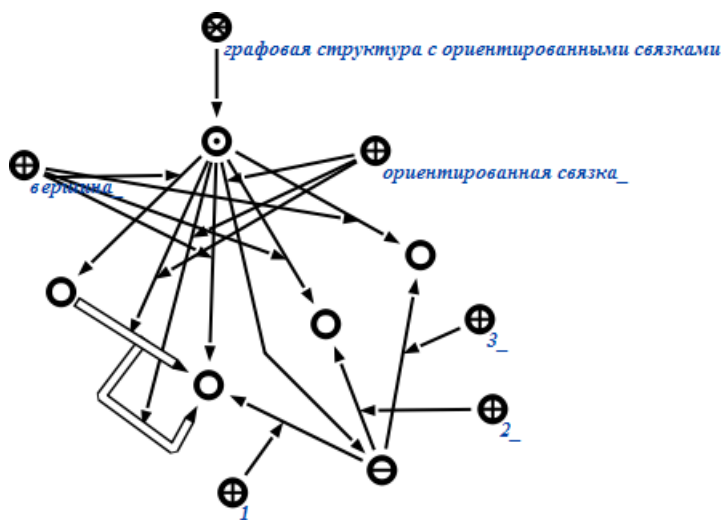 графовая структура с ориентированными связками
вершина_
ориентированная связка_
3_
2_
1